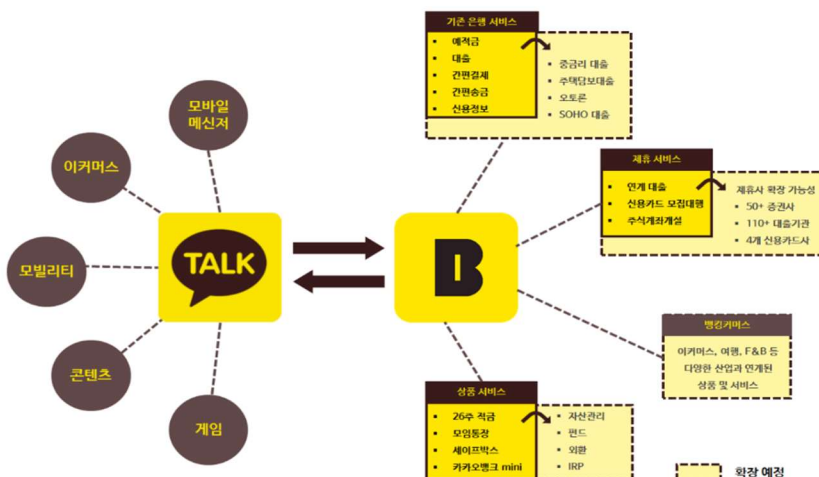 모바일
메신저
이커머스
모빌리티
콘텐츠
게임
TALK
B
기존 은행 서비스
▪ 예적금
▪ 대출
▪ 간편결제
▪ 간편송금
▪ 신용정보
▪ 중금리 대출
▪ 주택담보대출
▪ 오토론
▪ SOHO 대출
제휴 서비스
▪ 연계 대출
▪ 신용카드 모집대행
▪ 주식계좌개설
제휴사 확장 가능성
▪ 50+ 증권사
▪ 110+ 대출기관
▪ 4개 신용카드사
뱅킹커머스
이커머스, 여행, F&B 등
다양한 산업과 연계된
상품 및 서비스
상품 서비스
▪ 26주 적금
▪ 모임통장
▪ 세이프박스
▪ 카카오뱅크 mini
▪ 자산관리
▪ 펀드
▪ 외환
▪ IRP
확장 예정